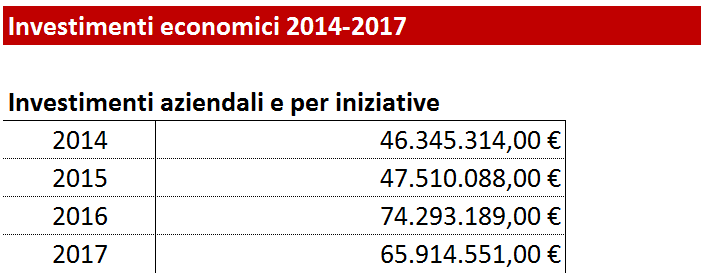 Investimenti economici 2014-2017
Investimenti aziendali e per iniziative
2014 46.345.314,00 €
2015 47.510.088,00 €
2016 74.293.189,00 €
2017 65.914.551,00 €